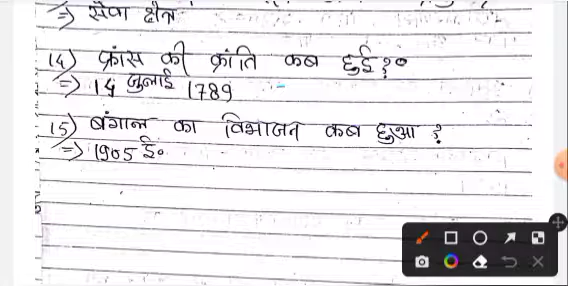 ⇒ सेवा क्षेत्र
14) फ्रांस की क्रांति कब हुई ?
⇒ 14 जुलाई 1789
15) बंगाल का विभाजन कब हुआ ?
⇒ 1905 ई०